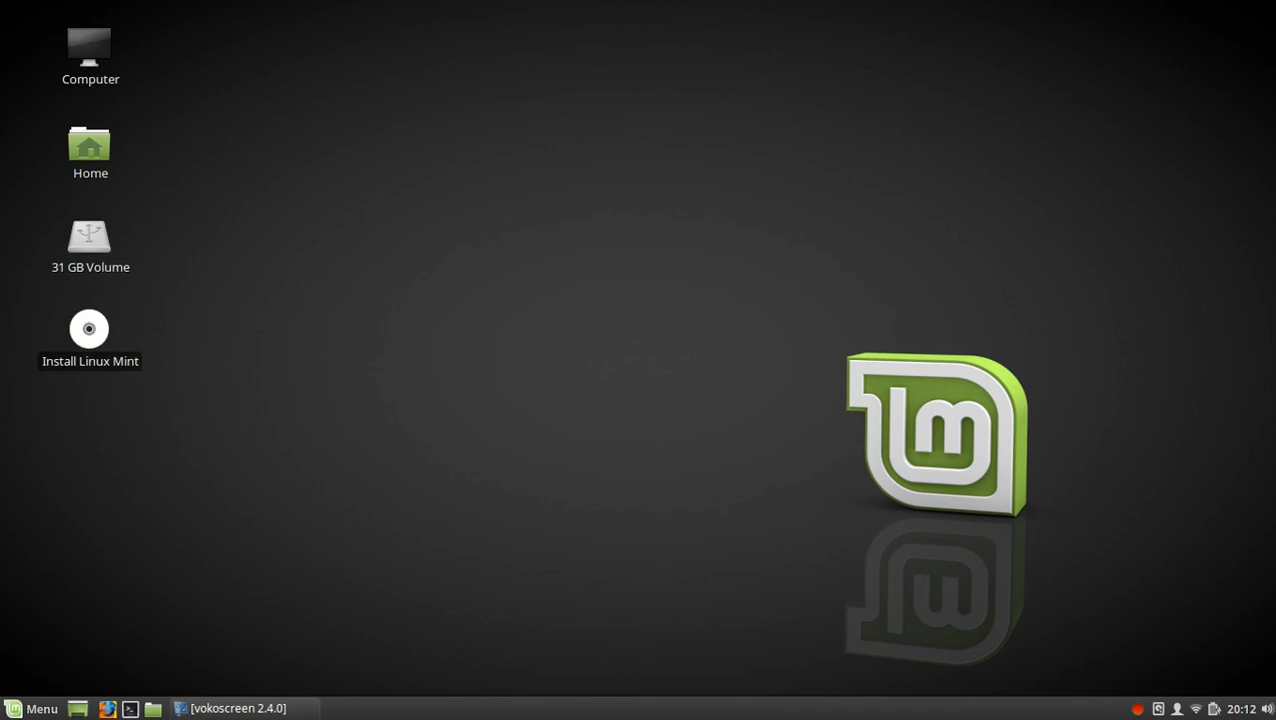 Computer
Home
31 GB Volume
Install Linux Mint
Menu
[vokoscreen 2.4.0]
20:12